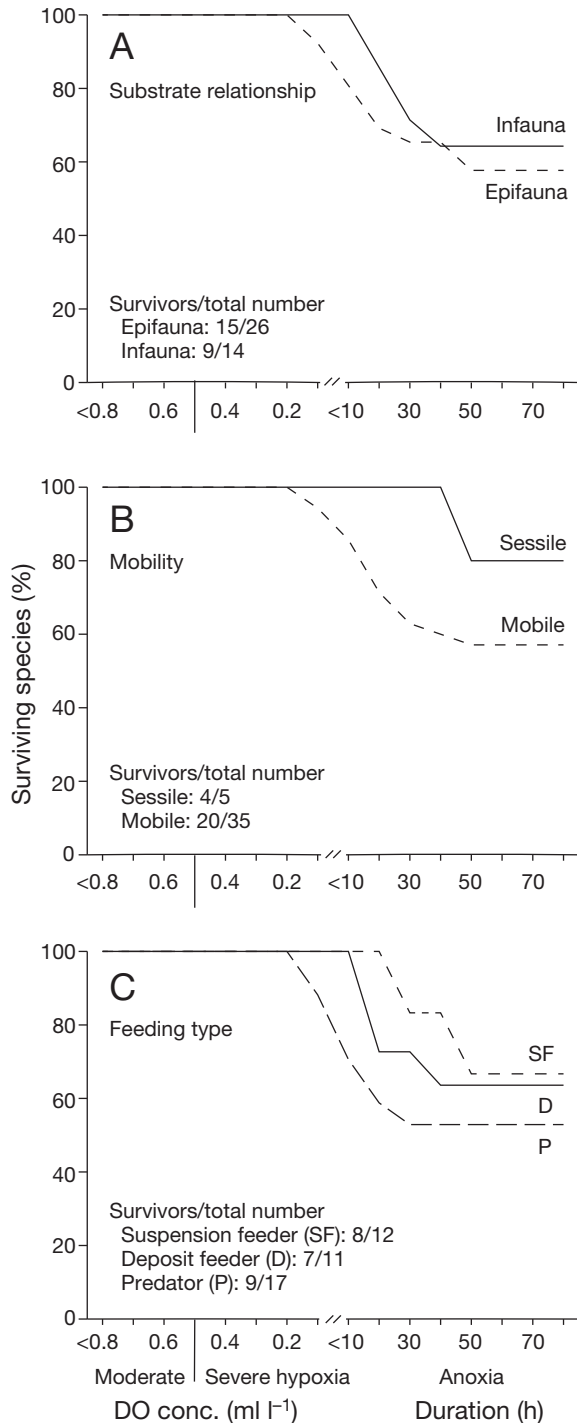 100
A
80
Substrate relationship
Infauna
60
Epifauna
40
20
Survivors/total number
Epifauna: 15/26
Infauna: 9/14
0
<0.8 0.6 0.4 0.2 <10 30 50 70
100
B
80
Mobility
Sessile
60
Mobile
40
20
Survivors/total number
Sessile: 4/5
Mobile: 20/35
0
<0.8 0.6 0.4 0.2 <10 30 50 70
Surviving species (%)
100
C
80
Feeding type
SF
60
D
P
40
20
Survivors/total number
Suspension feeder (SF): 8/12
Deposit feeder (D): 7/11
Predator (P): 9/17
0
<0.8 0.6 0.4 0.2 <10 30 50 70
Moderate Severe hypoxia Anoxia
DO conc. (ml l⁻¹) Duration (h)